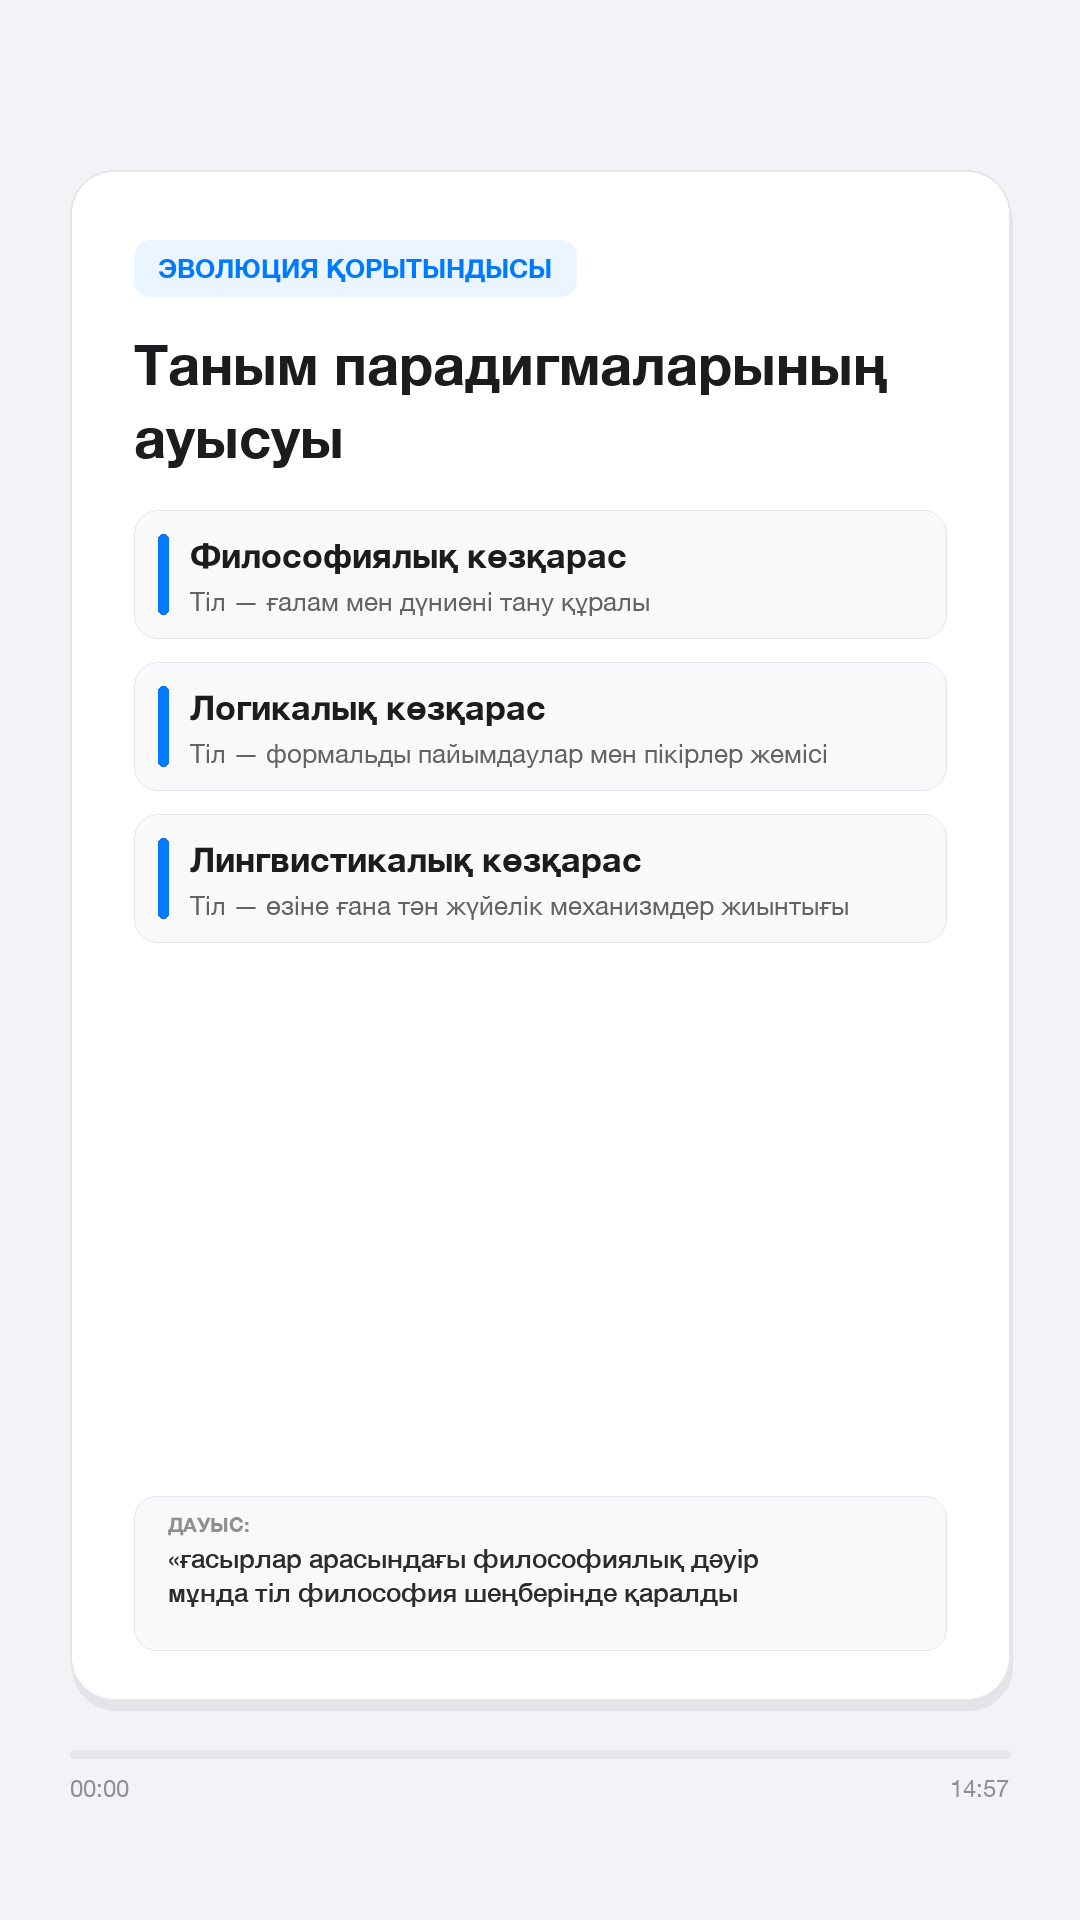 ЭВОЛЮЦИЯ ҚОРЫТЫНДЫСЫ
Таным парадигмаларының
ауысуы
Философиялық көзқарас
Тіл — ғалам мен дүниені тану құралы
Логикалық көзқарас
Тіл — формальды пайымдаулар мен пікірлер жемісі
Лингвистикалық көзқарас
Тіл — өзіне ғана тән жүйелік механизмдер жиынтығы
ДАУЫС:
«ғасырлар арасындағы философиялық дәуір
мұнда тіл философия шеңберінде қаралды
00:00
14:57